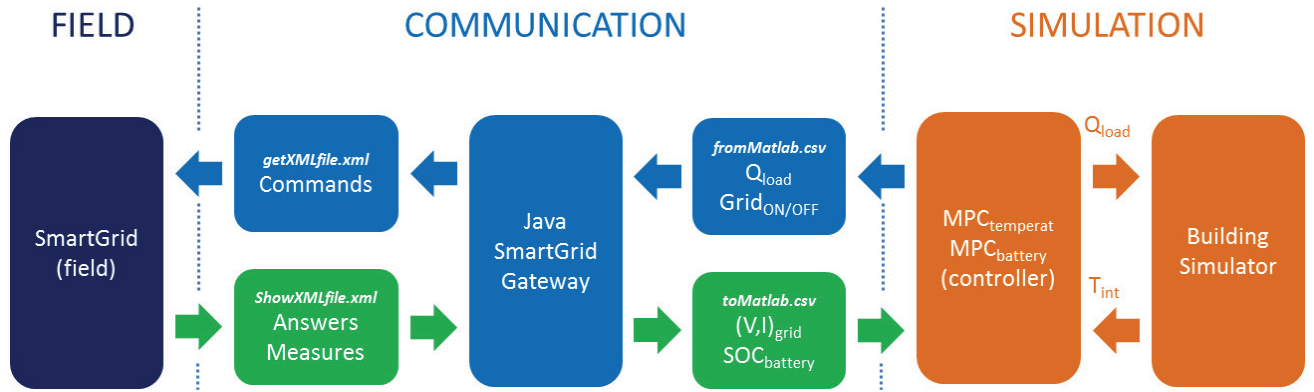 FIELD
COMMUNICATION
SIMULATION
SmartGrid
(field)
getXMLfile.xml
Commands
ShowXMLfile.xml
Answers
Measures
Java
SmartGrid
Gateway
fromMatlab.csv
Qload
GridON/OFF
toMatlab.csv
(V,I)grid
SOCbattery
MPCtemperat
MPCbattery
(controller)
Qload
Tint
Building
Simulator